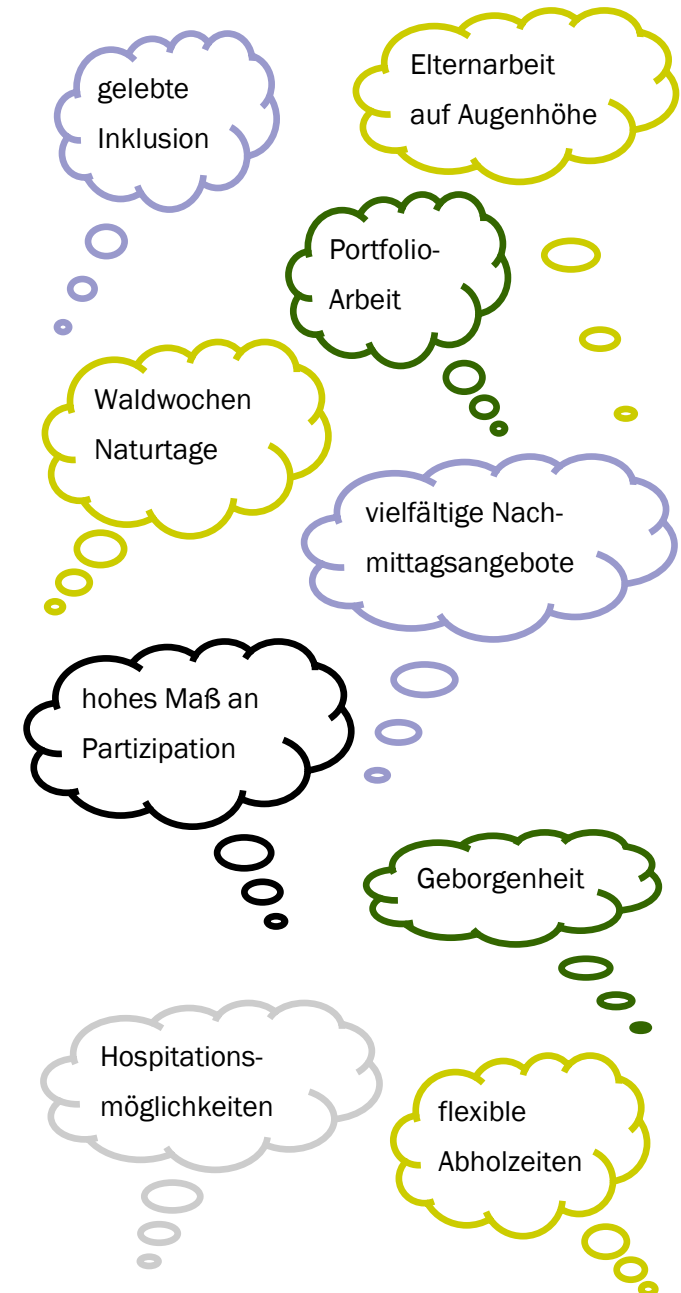 gelebte
Inklusion
Elternarbeit
auf Augenhöhe
Portfolio-
Arbeit
Waldwochen
Naturtage
vielfältige Nach-
mittagsangebote
hohes Maß an
Partizipation
Geborgenheit
Hospitations-
möglichkeiten
flexible
Abholzeiten